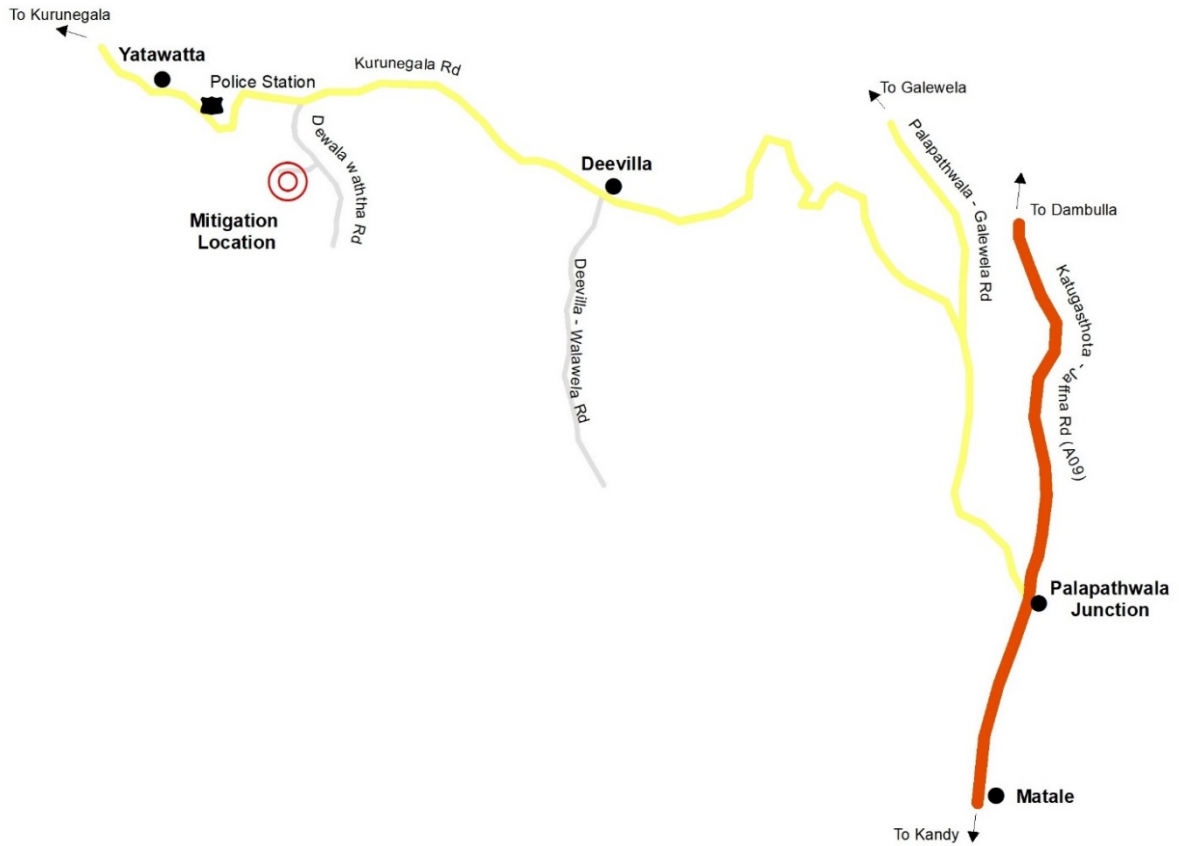 To Kurunegala
Yatawatta
Police Station
Kurunegala Rd
Dewala waththa Rd
Mitigation
Location
Deevilla
Deevilla - Walawela Rd
To Galewela
Palapathwala - Galewela Rd
To Dambulla
Katugasthota - Jaffna Rd (A09)
Palapathwala
Junction
Matale
To Kandy